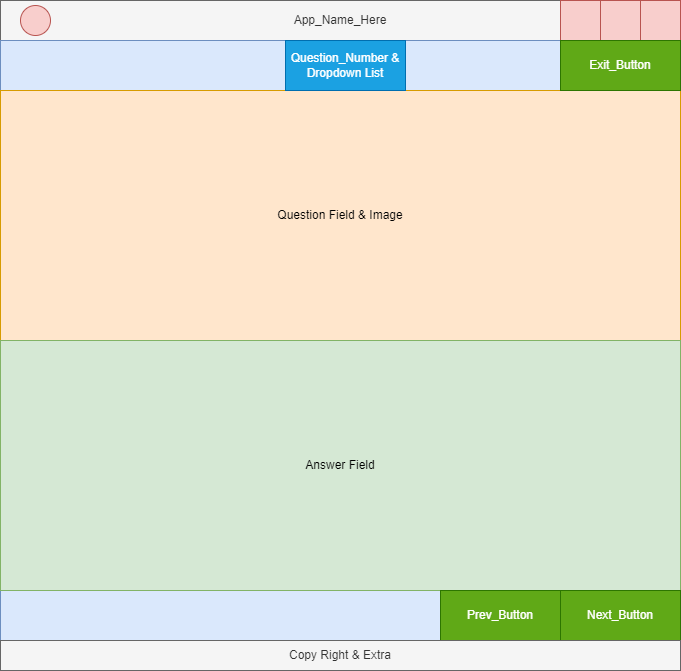 App_Name_Here
Question_Number &
Dropdown List
Exit_Button
Question Field & Image
Answer Field
Prev_Button
Next_Button
Copy Right & Extra